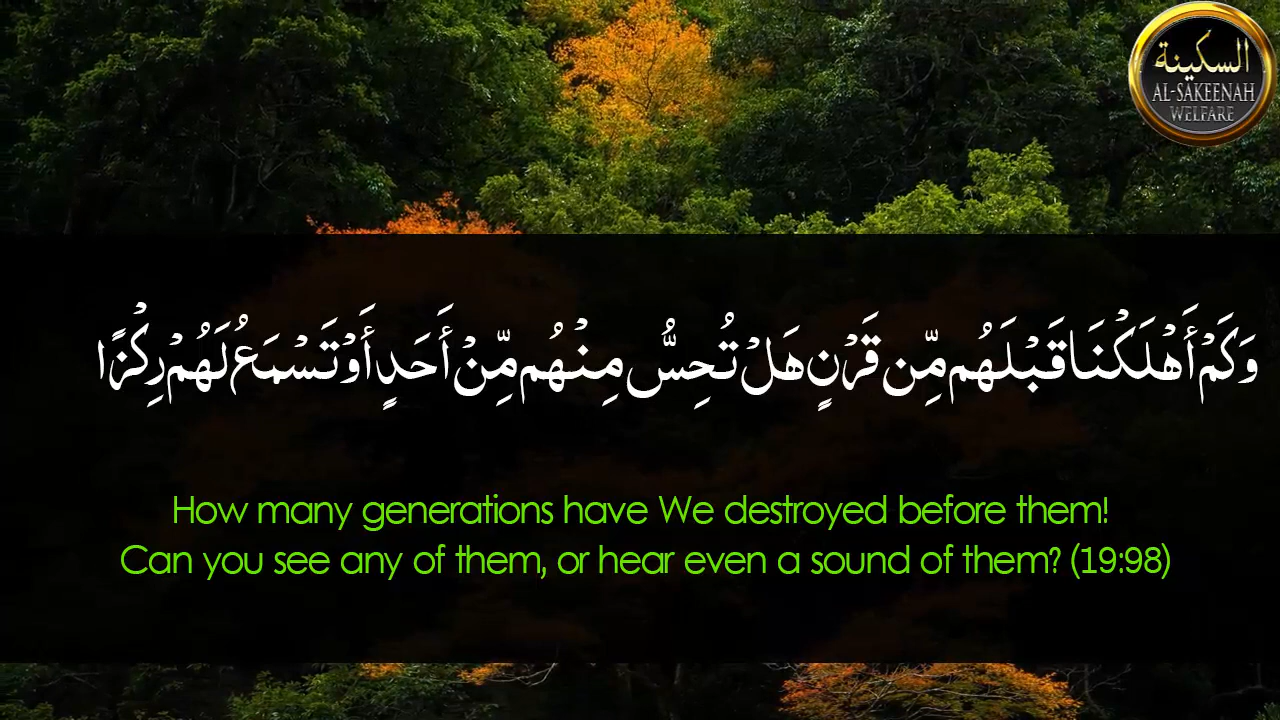 السكينة
AL-SAKEENAH
WELFARE
وَكَمْ أَهْلَكْنَا قَبْلَهُم مِّن قَرْنٍ هَلْ تُحِسُّ مِنْهُم مِّنْ أَحَدٍ أَوْ تَسْمَعُ لَهُمْ رِكْزًا
How many generations have We destroyed before them!
Can you see any of them, or hear even a sound of them? (19:98)